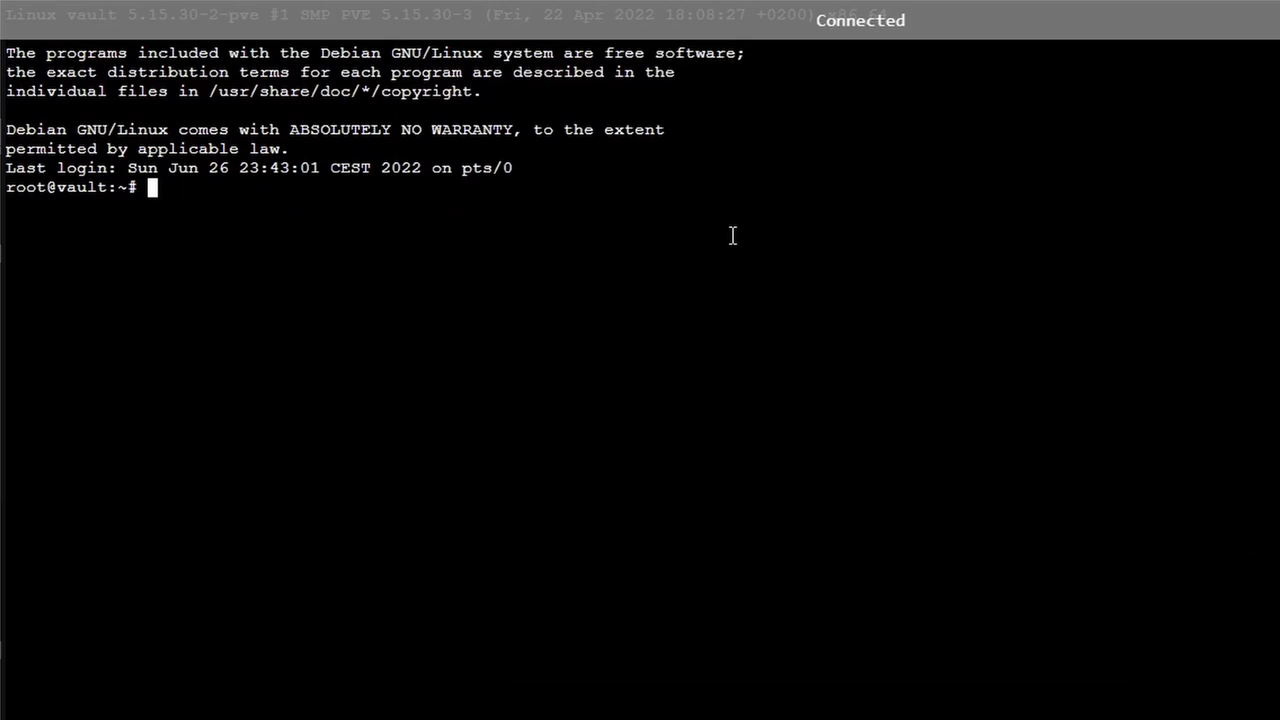 Linux vault 5.15.30-2-pve #1 SMP PVE 5.15.30-3 (Fri, 22 Apr 2022 18:08:27 +0200) x86_64
Connected
The programs included with the Debian GNU/Linux system are free software;
the exact distribution terms for each program are described in the
individual files in /usr/share/doc/*/copyright.
Debian GNU/Linux comes with ABSOLUTELY NO WARRANTY, to the extent
permitted by applicable law.
Last login: Sun Jun 26 23:43:01 CEST 2022 on pts/0
root@vault:~#